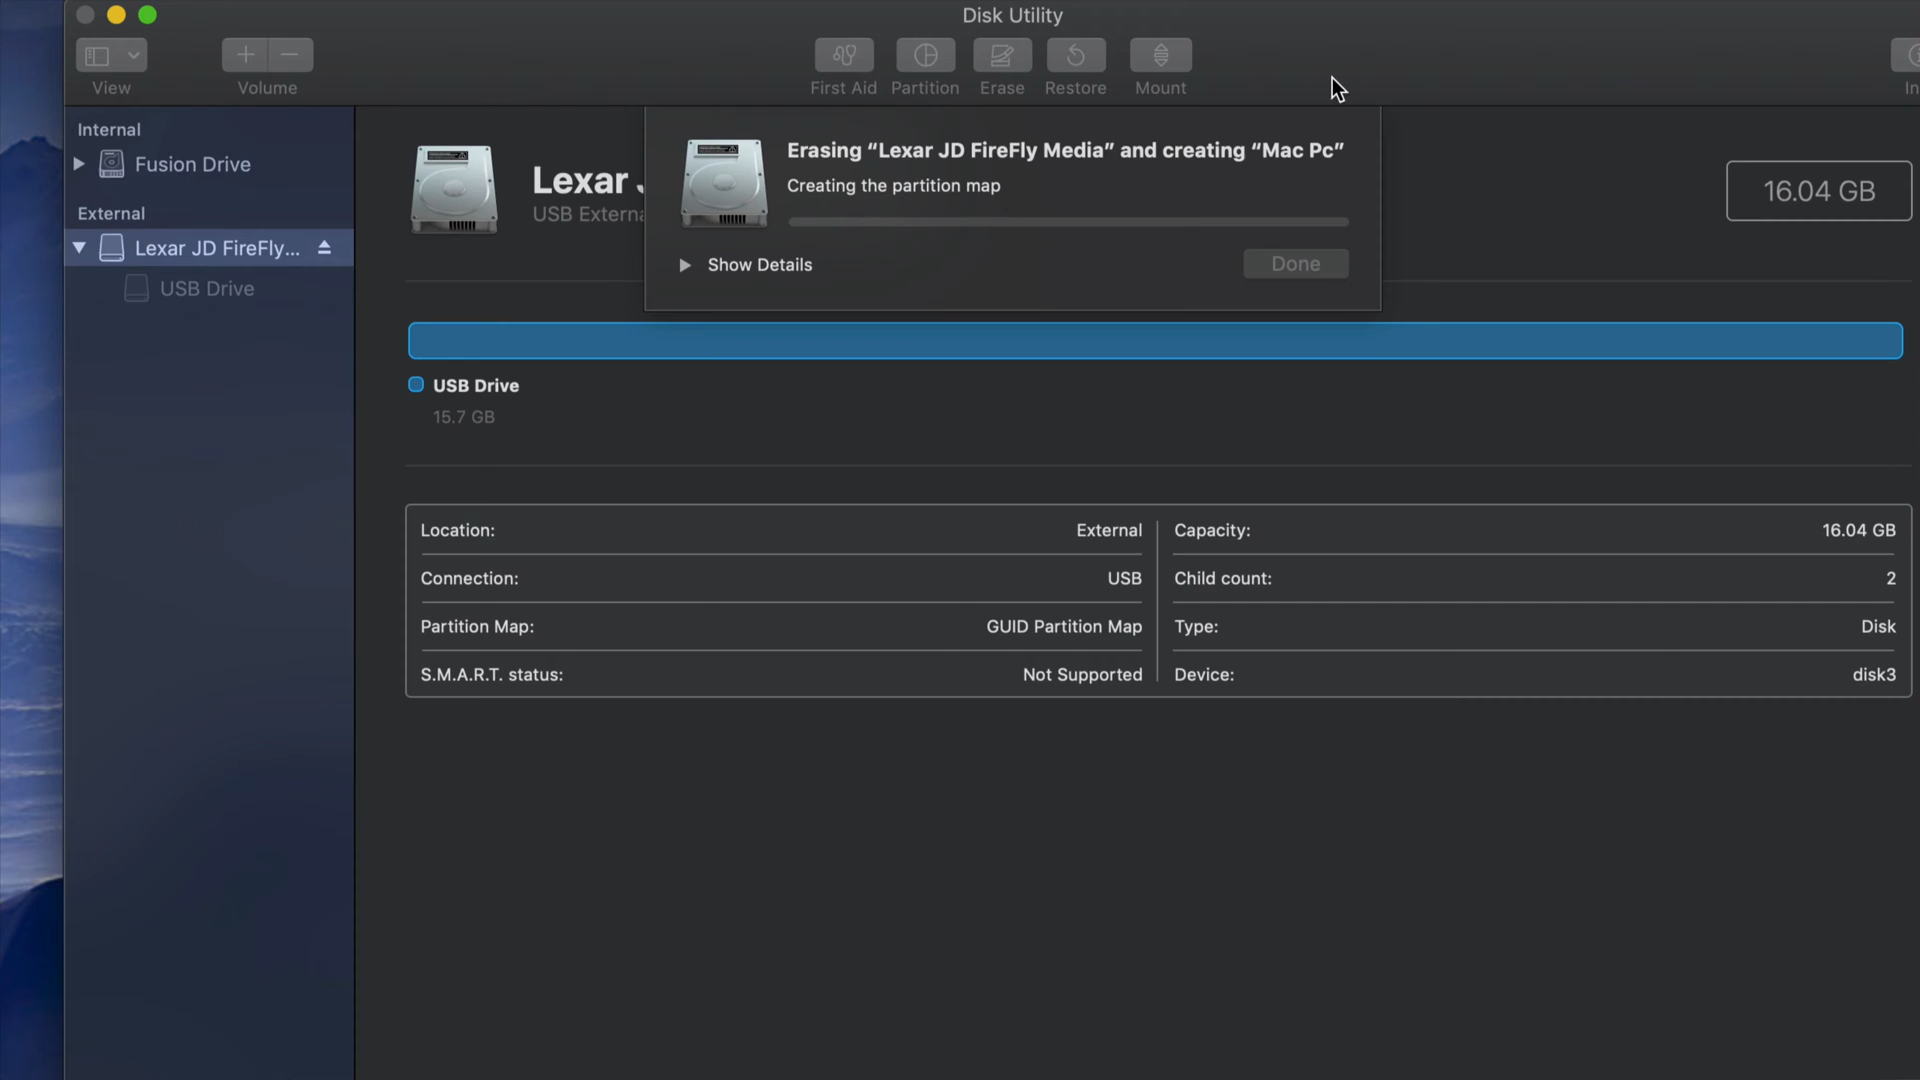 Disk Utility
View
Volume
First Aid
Partition
Erase
Restore
Mount
Internal
Fusion Drive
External
Lexar JD FireFly...
USB Drive
Lexar
USB Externa
Erasing “Lexar JD FireFly Media” and creating “Mac Pc”
Creating the partition map
Show Details
Done
16.04 GB
USB Drive
15.7 GB
Location: External
Connection: USB
Partition Map: GUID Partition Map
S.M.A.R.T. status: Not Supported
Capacity: 16.04 GB
Child count: 2
Type: Disk
Device: disk3